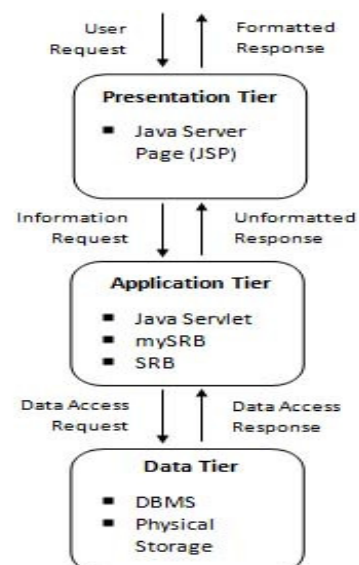 User
Request
Formatted
Response
Presentation Tier
▪ Java Server
Page (JSP)
Information
Request
Unformatted
Response
Application Tier
▪ Java Servlet
▪ mySRB
▪ SRB
Data Access
Request
Data Access
Response
Data Tier
▪ DBMS
▪ Physical
Storage